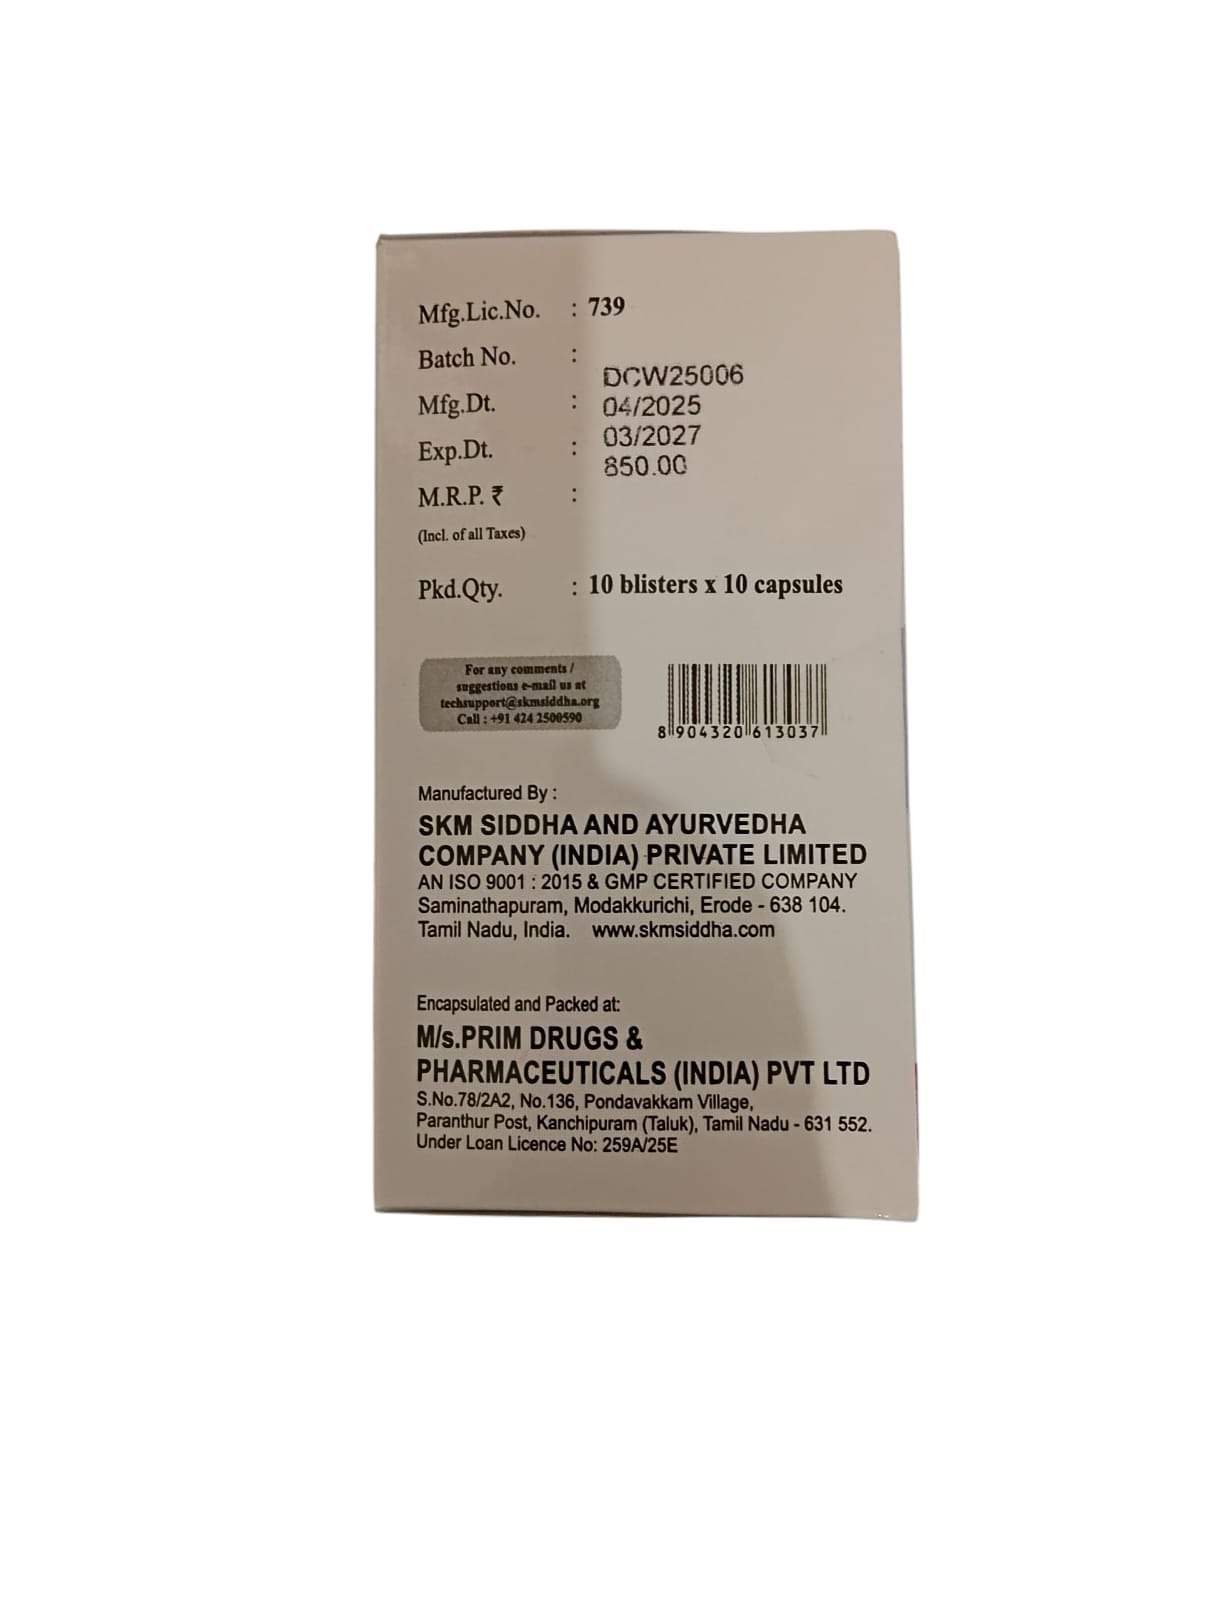 Mfg.Lic.No. : 739
Batch No. :
DCW25006
Mfg.Dt. :
04/2025
Exp.Dt. :
03/2027
M.R.P. ₹ :
850.00
(Incl. of all Taxes)
Pkd.Qty. : 10 blisters x 10 capsules
For any comments /
suggestions e-mail us at
techsupport@skmsiddha.org
Call : +91 424 2500590
8 904320 613037
Manufactured By :
SKM SIDDHA AND AYURVEDHA
COMPANY (INDIA) PRIVATE LIMITED
AN ISO 9001 : 2015 & GMP CERTIFIED COMPANY
Saminathapuram, Modakkurichi, Erode - 638 104.
Tamil Nadu, India. www.skmsiddha.com
Encapsulated and Packed at:
M/s.PRIM DRUGS &
PHARMACEUTICALS (INDIA) PVT LTD
S.No.78/2A2, No.136, Pondavakkam Village,
Paranthur Post, Kanchipuram (Taluk), Tamil Nadu - 631 552.
Under Loan Licence No: 259A/25E